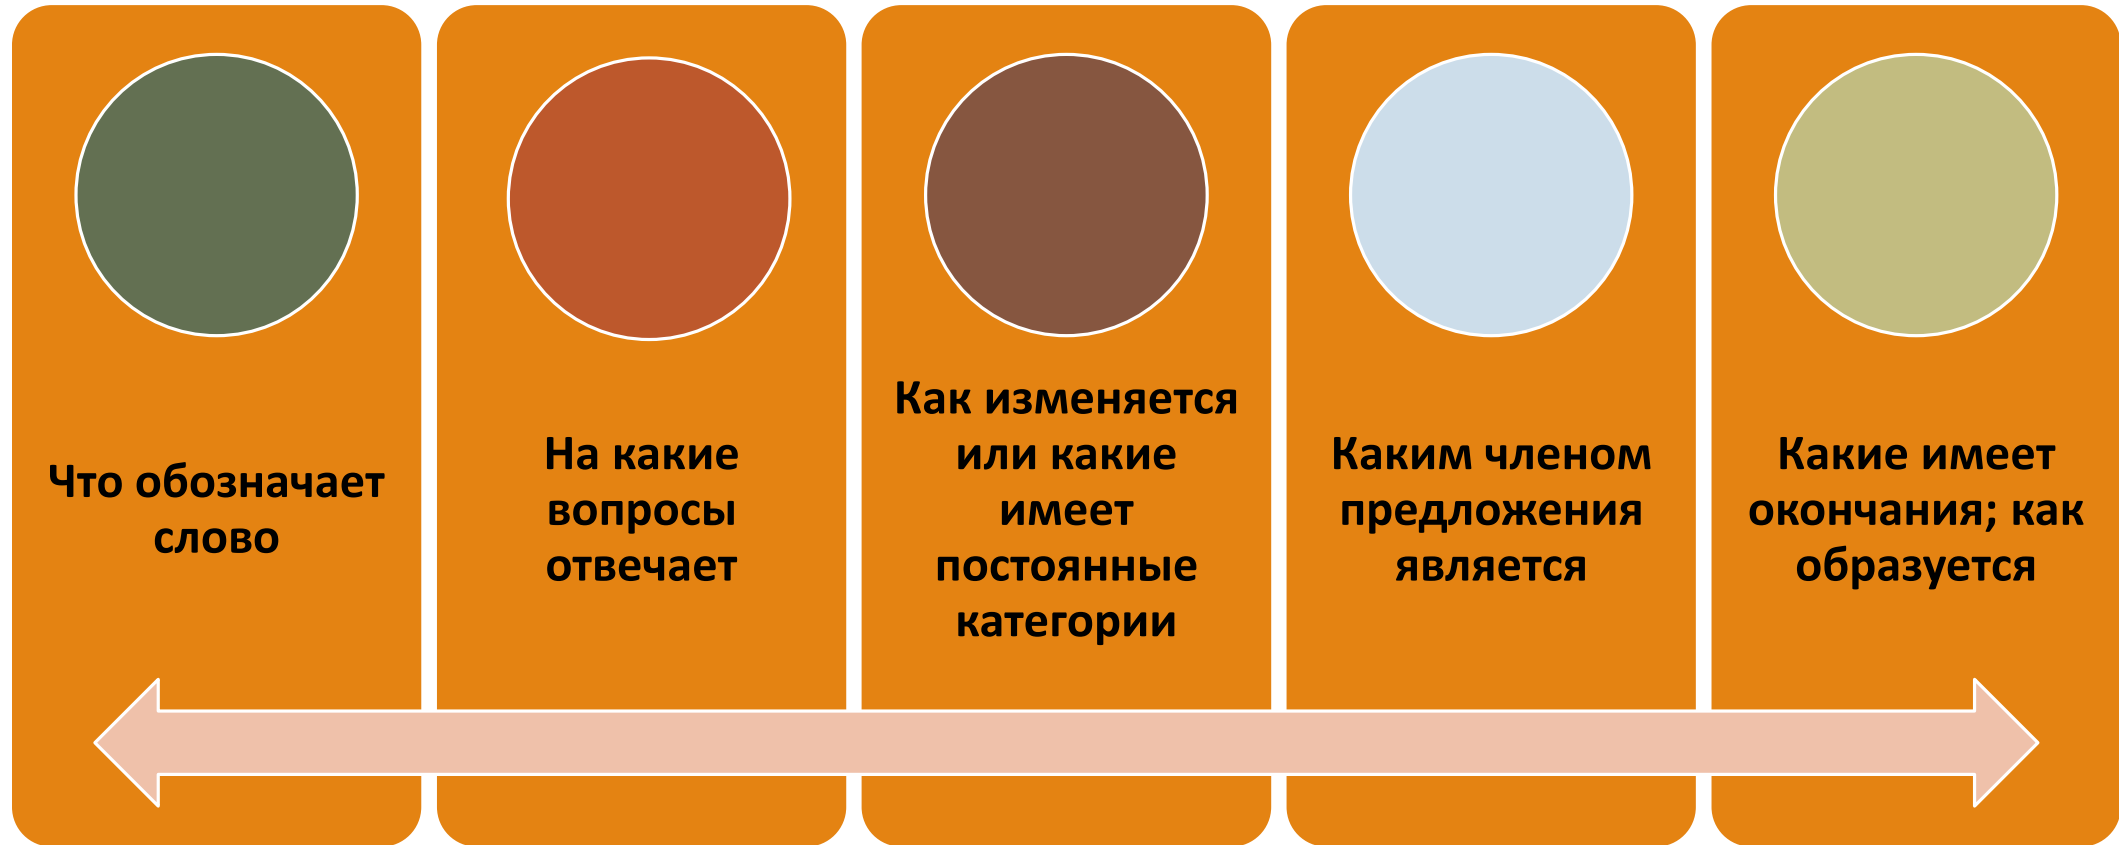 Что обозначает
слово
На какие
вопросы
отвечает
Как изменяется
или какие
имеет
постоянные
категории
Каким членом
предложения
является
Какие имеет
окончания; как
образуется